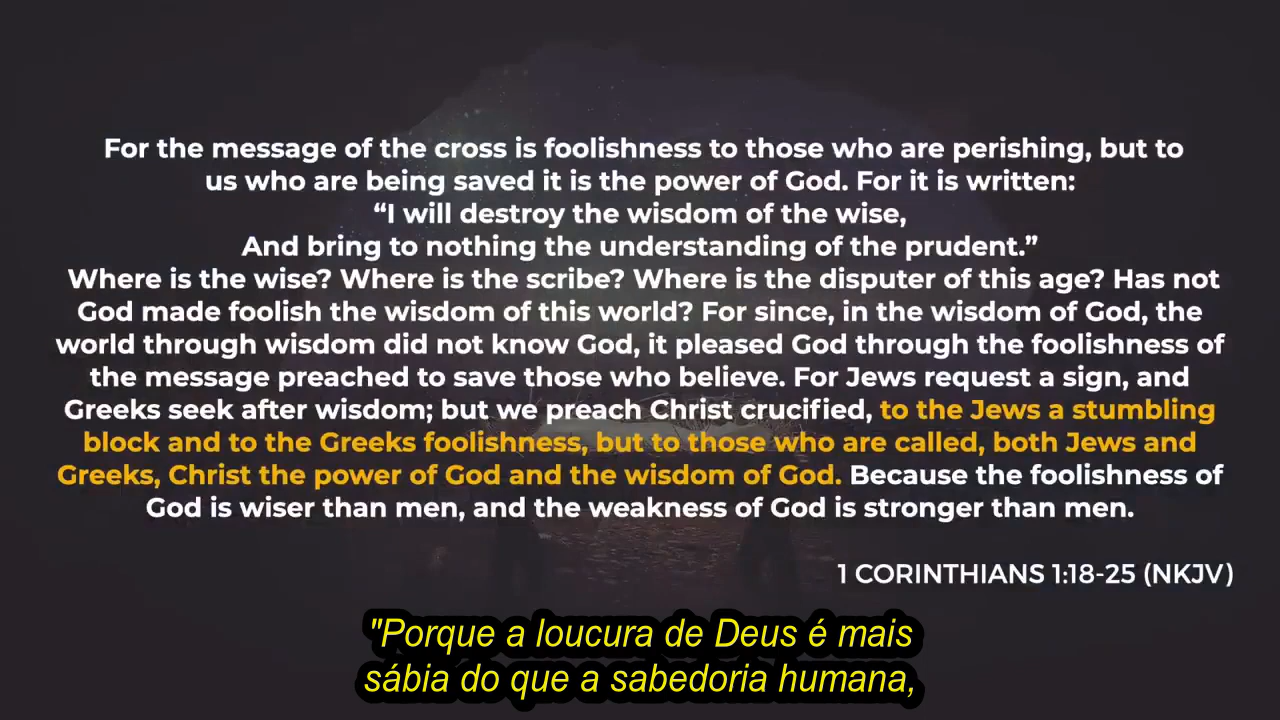 For the message of the cross is foolishness to those who are perishing, but to
us who are being saved it is the power of God. For it is written:
“I will destroy the wisdom of the wise,
And bring to nothing the understanding of the prudent.”
Where is the wise? Where is the scribe? Where is the disputer of this age? Has not
God made foolish the wisdom of this world? For since, in the wisdom of God, the
world through wisdom did not know God, it pleased God through the foolishness of
the message preached to save those who believe. For Jews request a sign, and
Greeks seek after wisdom; but we preach Christ crucified, to the Jews a stumbling
block and to the Greeks foolishness, but to those who are called, both Jews and
Greeks, Christ the power of God and the wisdom of God. Because the foolishness of
God is wiser than men, and the weakness of God is stronger than men.
1 CORINTHIANS 1:18-25 (NKJV)
"Porque a loucura de Deus é mais
sábia do que a sabedoria humana,